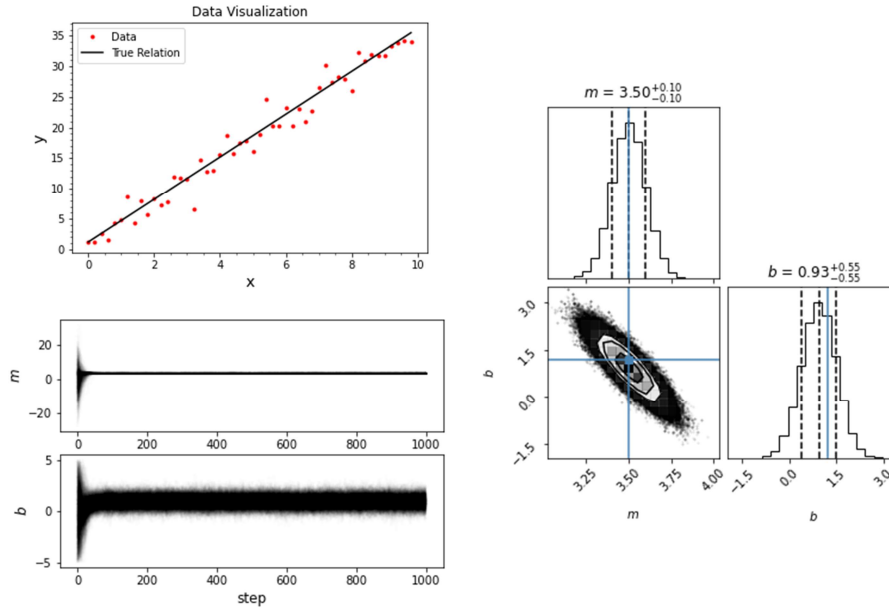 Data Visualization
Data
True Relation
35
30
25
20
15
10
5
0
y
0 2 4 6 8 10
x
20
0
−20
m
0 200 400 600 800 1000
5
0
−5
b
0 200 400 600 800 1000
step
m = 3.50+0.10−0.10
3.0
1.5
0.0
−1.5
b
3.25 3.50 3.75 4.00
m
b = 0.93+0.55−0.55
−1.5 0.0 1.5 3.0
b